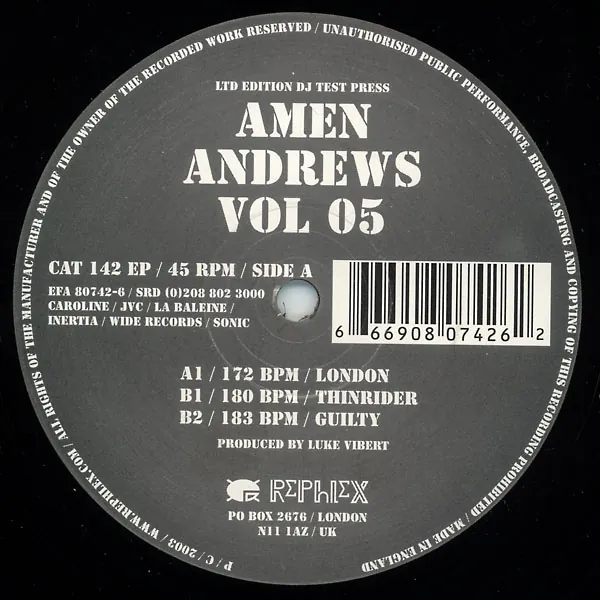 ALL RIGHTS OF THE MANUFACTURER AND OF THE OWNER OF THE RECORDED WORK RESERVED / UNAUTHORISED PUBLIC PERFORMANCE, BROADCASTING AND COPYING OF THIS RECORDING PROHIBITED / MADE IN ENGLAND
LTD EDITION DJ TEST PRESS
AMEN
ANDREWS
VOL 05
CAT 142 EP / 45 RPM / SIDE A
EFA 80742-6 / SRD (0)208 802 3000
CAROLINE / JVC / LA BALEINE /
INERTIA / WIDE RECORDS / SONIC
6 66908 07426 2
A1 / 172 BPM / LONDON
B1 / 180 BPM / THINRIDER
B2 / 183 BPM / GUILTY
PRODUCED BY LUKE VIBERT
REPHLEX
PO BOX 2676 / LONDON
N11 1AZ / UK
P / C / 2003 / WWW.REPHLEX.COM /